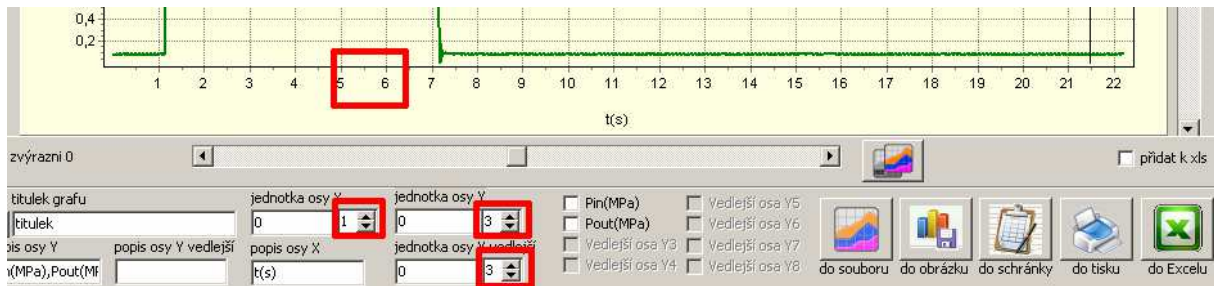 0,4
0,2
1 2 3 4 5 6 7 8 9 10 11 12 13 14 15 16 17 18 19 20 21 22
t(s)
zvýrazni 0
přidat k xls
titulek grafu
jednotka osy X
jednotka osy Y
Pin(MPa)
Vedlejší osa Y5
titulek
0
1
0
3
Pout(MPa)
Vedlejší osa Y6
pis osy Y
popis osy Y vedlejší
popis osy X
jednotka osy Y vedlejší
Vedlejší osa Y3
Vedlejší osa Y7
(MPa),Pout(MF
t(s)
0
3
Vedlejší osa Y4
Vedlejší osa Y8
do souboru
do obrázku
do schránky
do tisku
do Excelu